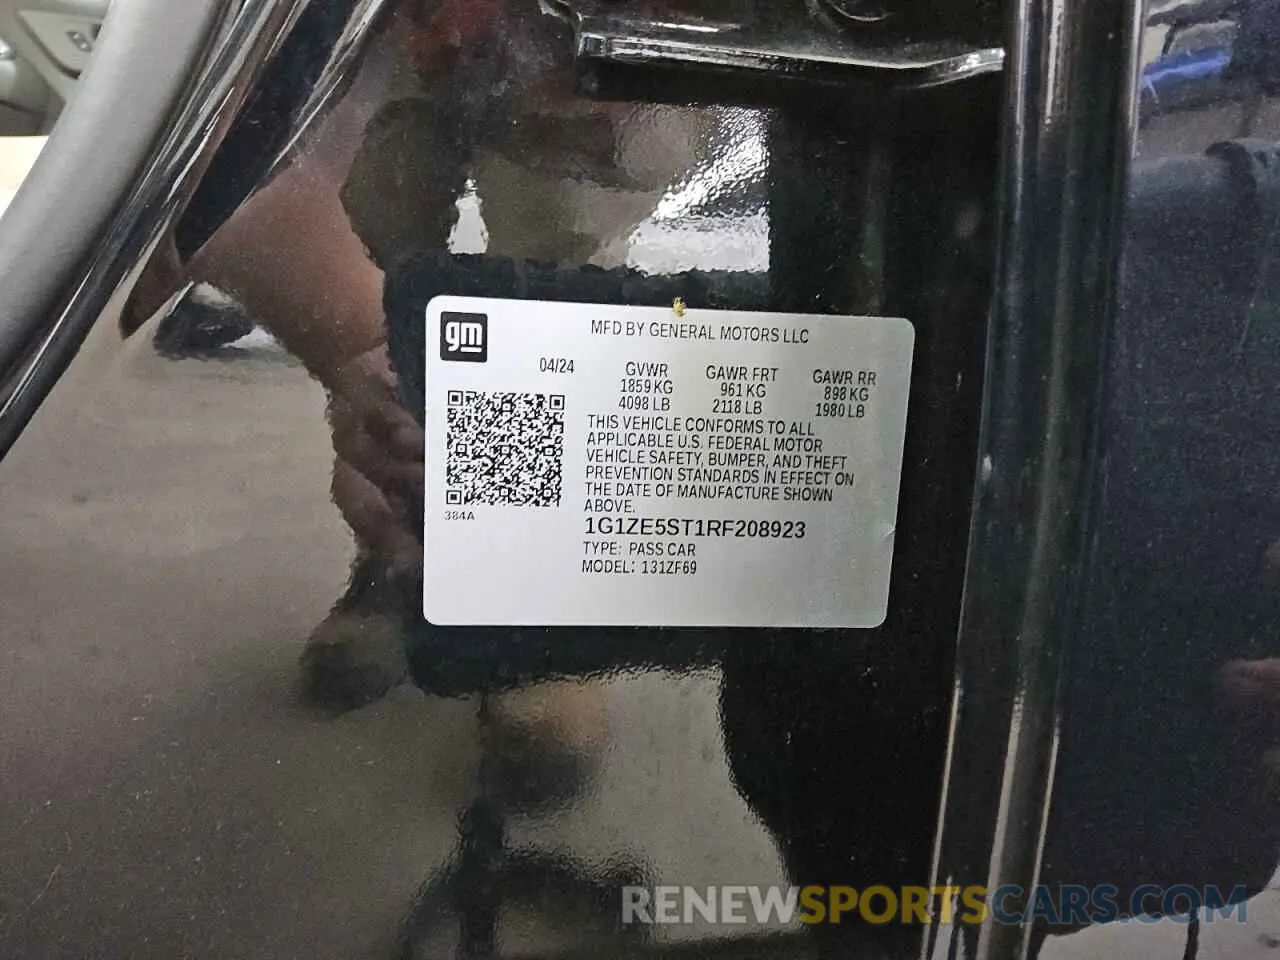 gm
MFD BY GENERAL MOTORS LLC
04/24
GVWR
1859 KG
4098 LB
GAWR FRT
961 KG
2118 LB
GAWR RR
898 KG
1980 LB
THIS VEHICLE CONFORMS TO ALL
APPLICABLE U.S. FEDERAL MOTOR
VEHICLE SAFETY, BUMPER, AND THEFT
PREVENTION STANDARDS IN EFFECT ON
THE DATE OF MANUFACTURE SHOWN
ABOVE.
384A
1G1ZE5ST1RF208923
TYPE: PASS CAR
MODEL: 131ZF69
RENEWSPORTSCARS.COM